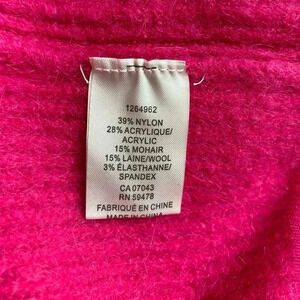 1264962
39% NYLON
28% ACRYLIQUE/
ACRYLIC
15% MOHAIR
15% LAINE/WOOL
3% ÉLASTHANNE/
SPANDEX
CA 07043
RN 59478
FABRIQUÉ EN CHINE
MADE IN CHINA